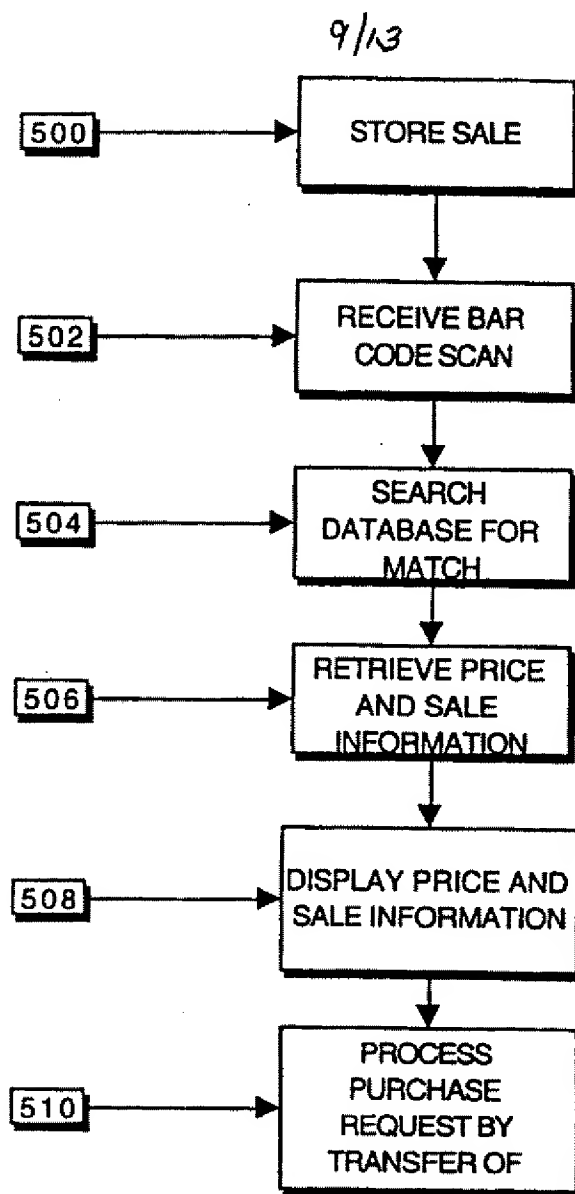 9/13
500
STORE SALE
502
RECEIVE BAR
CODE SCAN
504
SEARCH
DATABASE FOR
MATCH
506
RETRIEVE PRICE
AND SALE
INFORMATION
508
DISPLAY PRICE AND
SALE INFORMATION
510
PROCESS
PURCHASE
REQUEST BY
TRANSFER OF